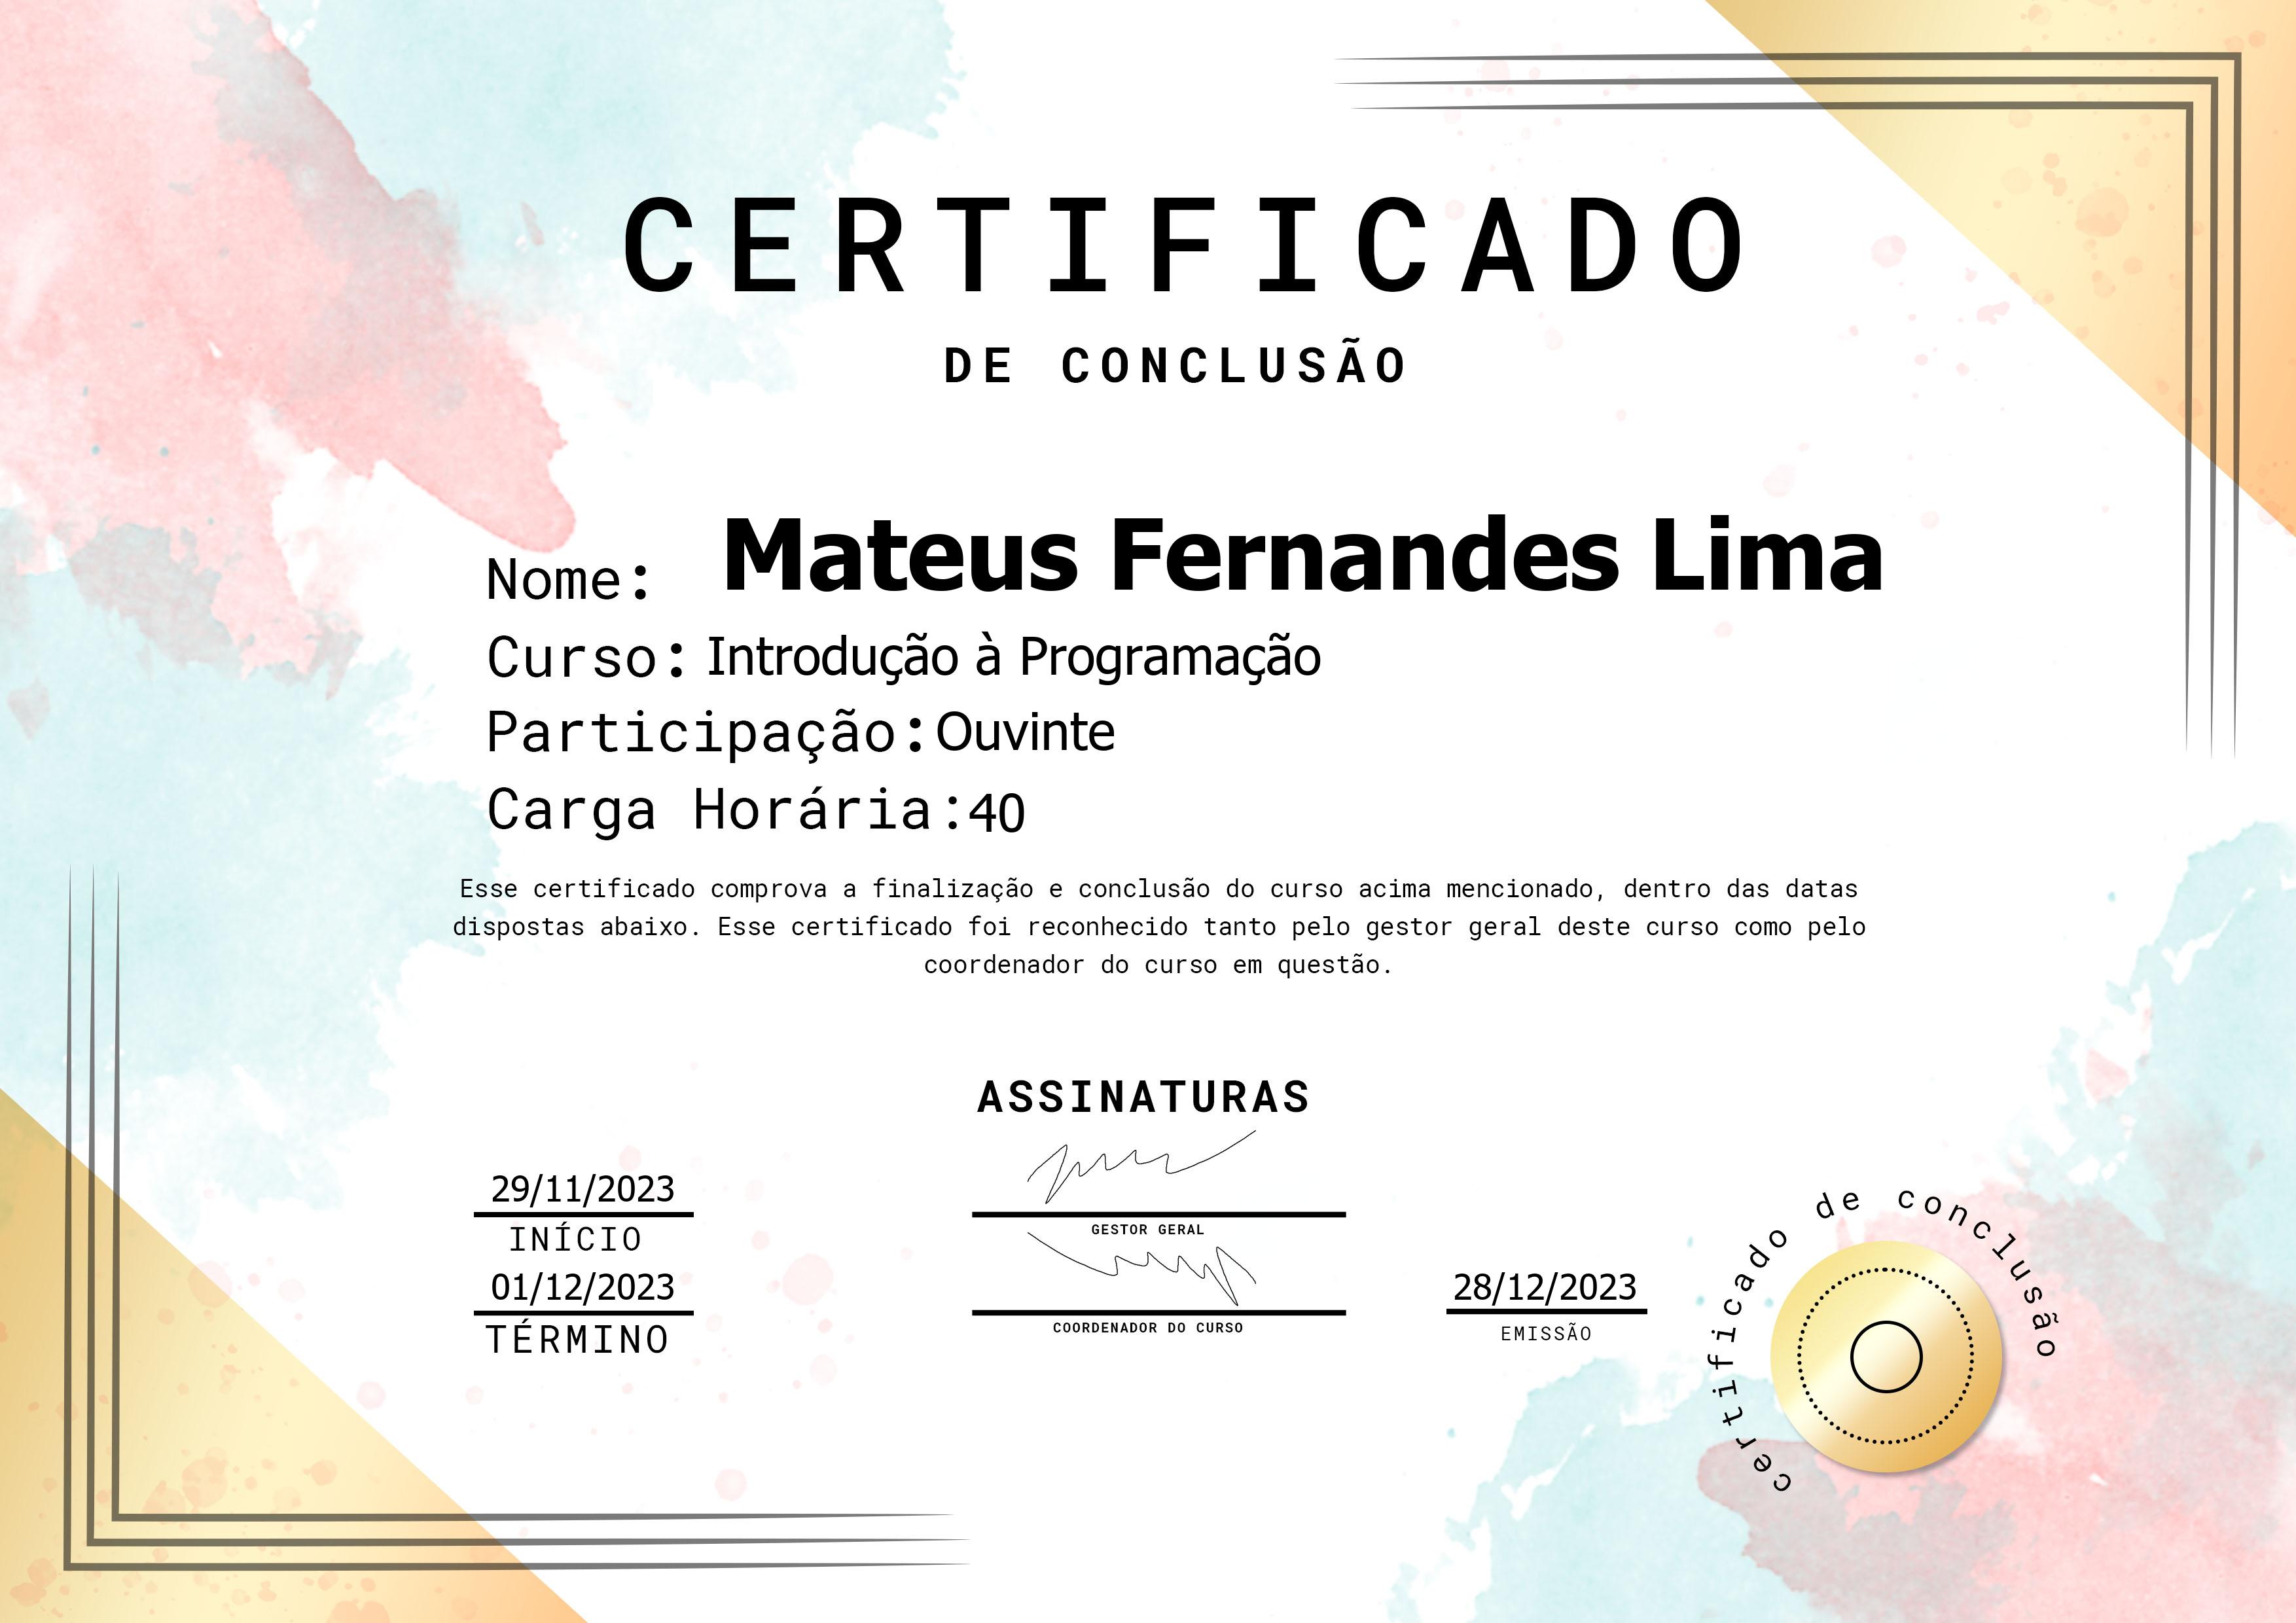 CERTIFICADO
DE CONCLUSÃO
Nome: Mateus Fernandes Lima
Curso: Introdução à Programação
Participação: Ouvinte
Carga Horária: 40
Esse certificado comprova a finalização e conclusão do curso acima mencionado, dentro das datas
dispostas abaixo. Esse certificado foi reconhecido tanto pelo gestor geral deste curso como pelo
coordenador do curso em questão.
ASSINATURAS
29/11/2023
INÍCIO
GESTOR GERAL
01/12/2023
TÉRMINO
COORDENADOR DO CURSO
28/12/2023
EMISSÃO
certificado de conclusão